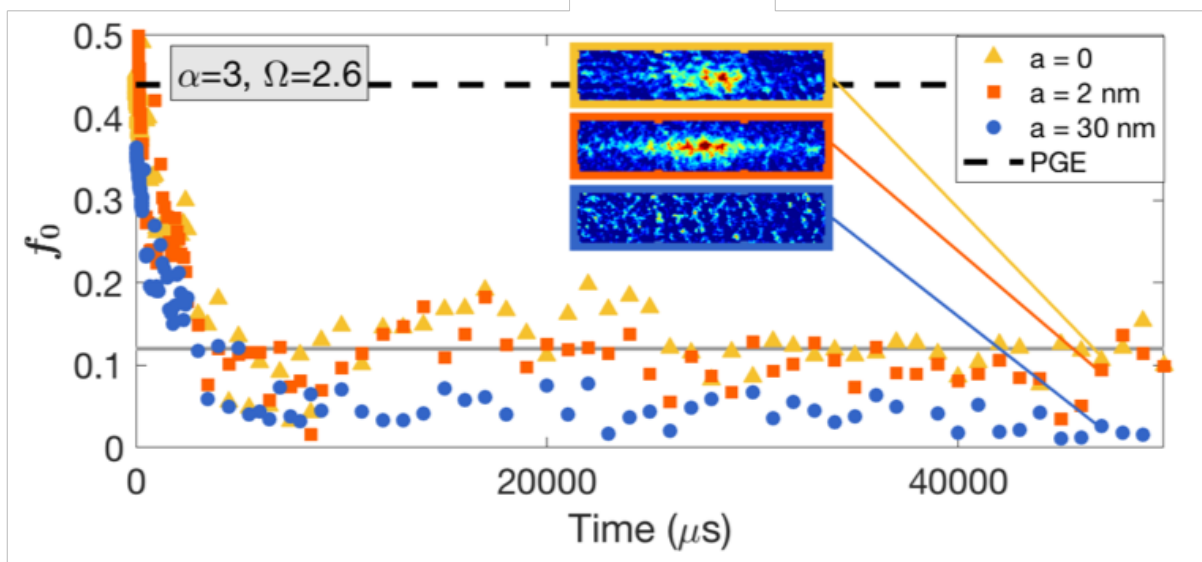 0.5
0.4
0.3
0.2
0.1
0
f₀
α=3, Ω=2.6
a = 0
a = 2 nm
a = 30 nm
PGE
0
20000
40000
Time (μs)